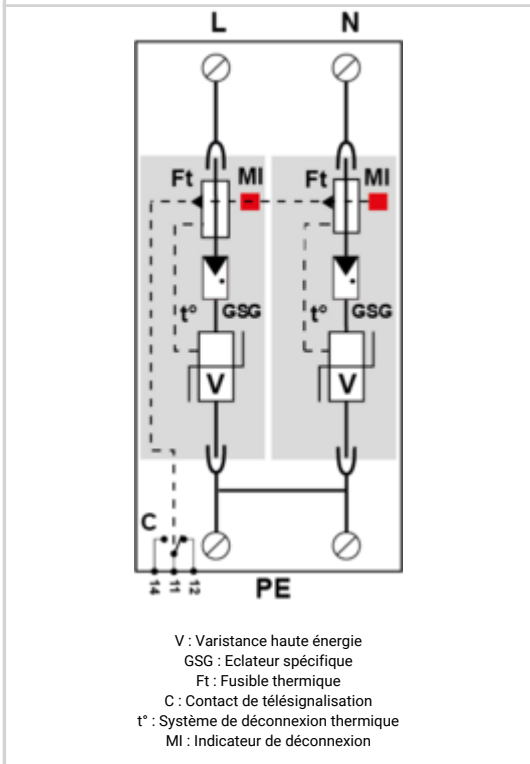 L N
Ft MI Ft MI
t° GSG t° GSG
V V
C
14 11 12
PE
V : Varistance haute énergie
GSG : Eclateur spécifique
Ft : Fusible thermique
C : Contact de télésignalisation
t° : Système de déconnexion thermique
MI : Indicateur de déconnexion